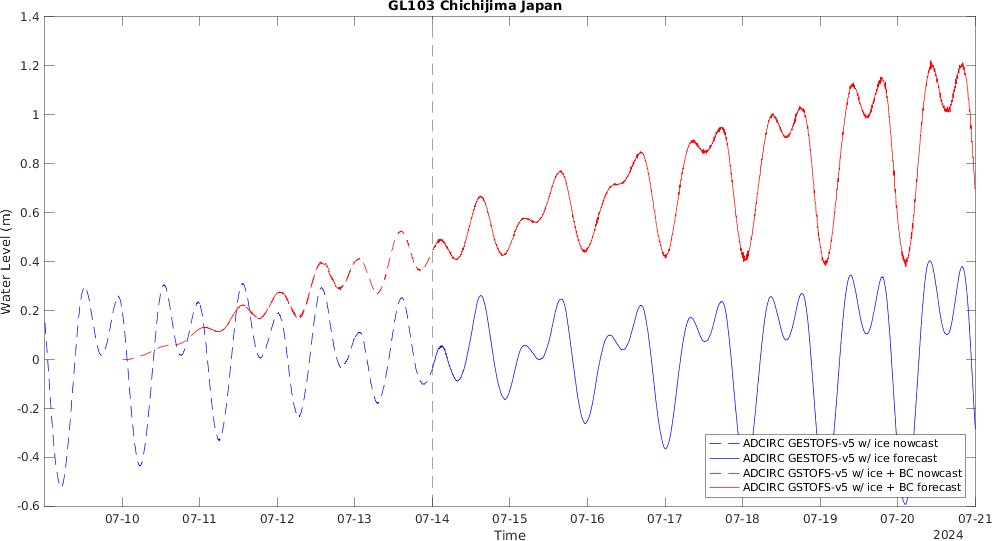 GL103 Chichijima Japan
1.4
1.2
1
0.8
0.6
0.4
0.2
0
-0.2
-0.4
-0.6
Water Level (m)
ADCIRC GESTOFS-v5 w/ ice nowcast
ADCIRC GESTOFS-v5 w/ ice forecast
ADCIRC GSTOFS-v5 w/ ice + BC nowcast
ADCIRC GSTOFS-v5 w/ ice + BC forecast
07-10 07-11 07-12 07-13 07-14 07-15 07-16 07-17 07-18 07-19 07-20 07-21
Time
2024